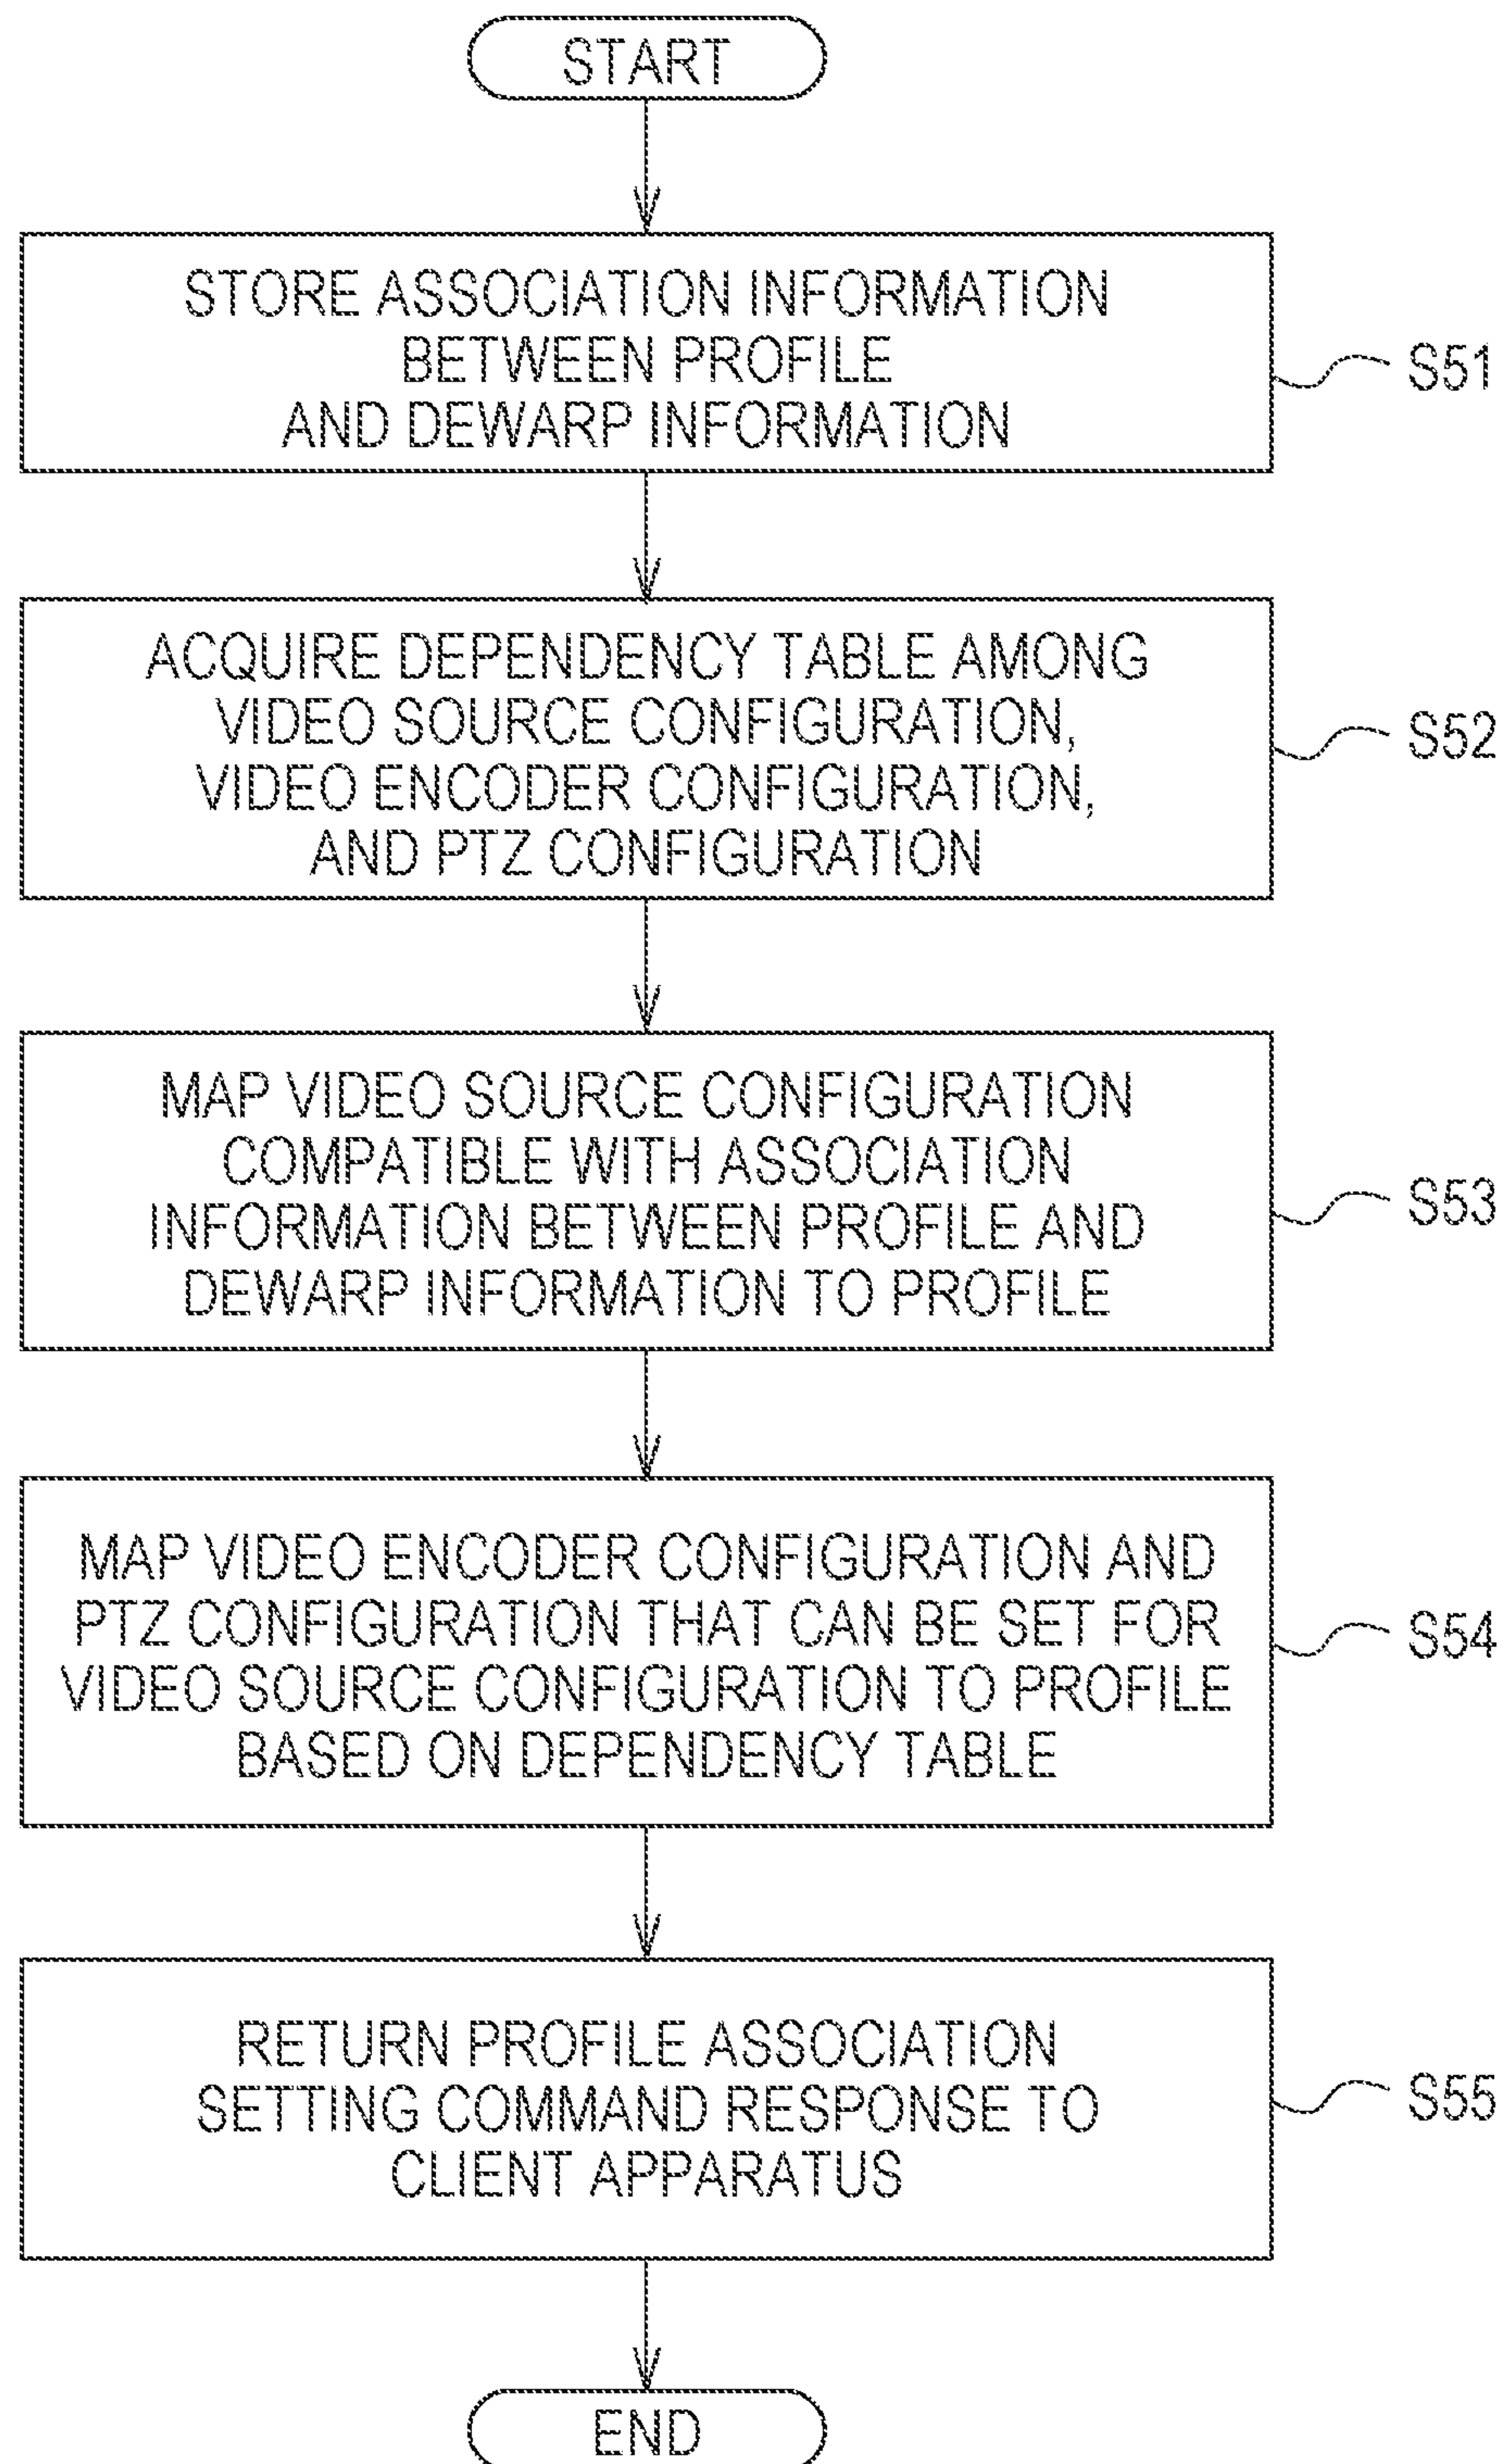 START
STORE ASSOCIATION INFORMATION
BETWEEN PROFILE
AND DEWARP INFORMATION
S51
ACQUIRE DEPENDENCY TABLE AMONG
VIDEO SOURCE CONFIGURATION,
VIDEO ENCODER CONFIGURATION,
AND PTZ CONFIGURATION
S52
MAP VIDEO SOURCE CONFIGURATION
COMPATIBLE WITH ASSOCIATION
INFORMATION BETWEEN PROFILE AND
DEWARP INFORMATION TO PROFILE
S53
MAP VIDEO ENCODER CONFIGURATION AND
PTZ CONFIGURATION THAT CAN BE SET FOR
VIDEO SOURCE CONFIGURATION TO PROFILE
BASED ON DEPENDENCY TABLE
S54
RETURN PROFILE ASSOCIATION
SETTING COMMAND RESPONSE TO
CLIENT APPARATUS
S55
END